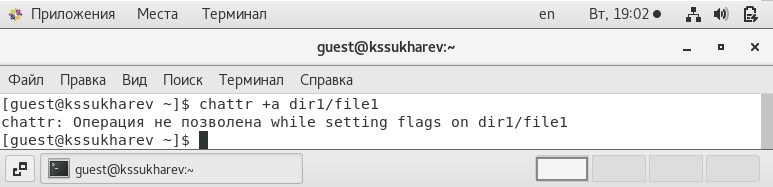 Приложения Места Терминал en Вт, 19:02
guest@kssukharev:~
Файл Правка Вид Поиск Терминал Справка
[guest@kssukharev ~]$ chattr +a dir1/file1
chattr: Операция не позволена while setting flags on dir1/file1
[guest@kssukharev ~]$
guest@kssukharev:~